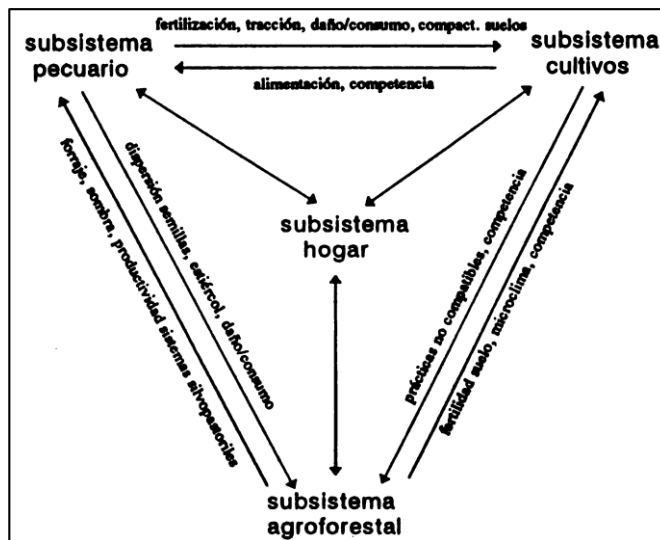 fertilización, tracción, daño/consumo, compact. suelos
subsistema
pecuario
subsistema
cultivos
alimentación, competencia
forraje, sombra, productividad sistemas silvopastoriles
dispersión semillas, estiércol, daño/consumo
subsistema
hogar
prácticas no compatibles, competencia
fertilidad suelo, microclima, competencia
subsistema
agroforestal